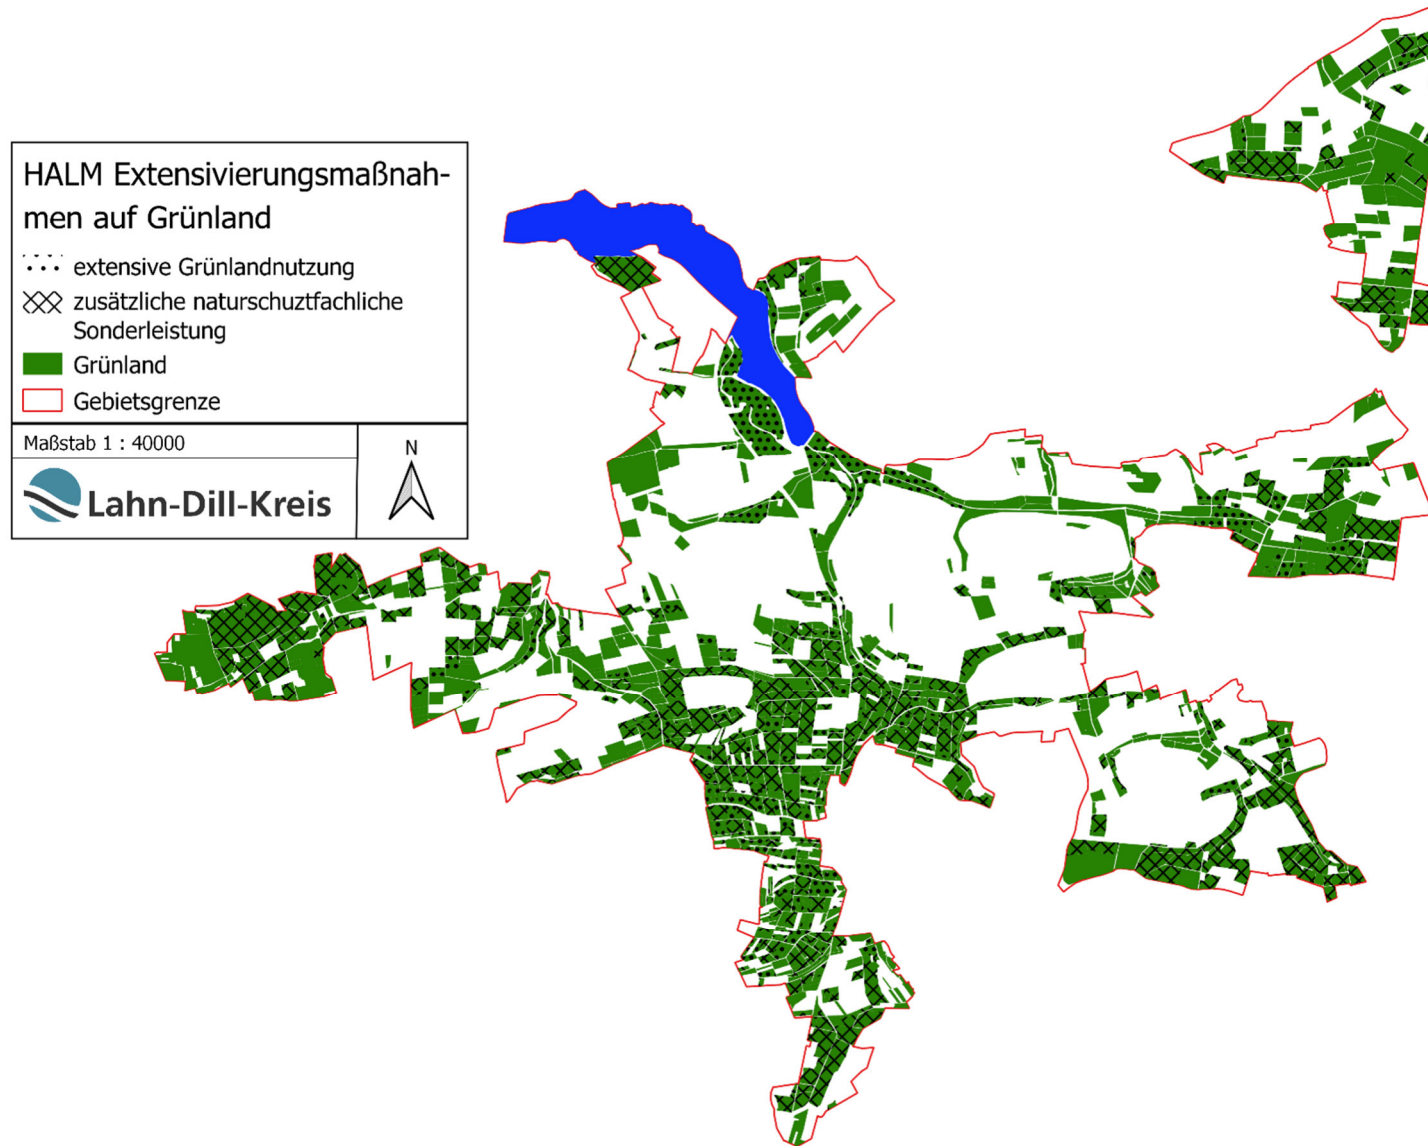 HALM Extensivierungsmaßnah-
men auf Grünland
extensive Grünlandnutzung
zusätzliche naturschuztfachliche
Sonderleistung
Grünland
Gebietsgrenze
Maßstab 1 : 40000
N
Lahn-Dill-Kreis